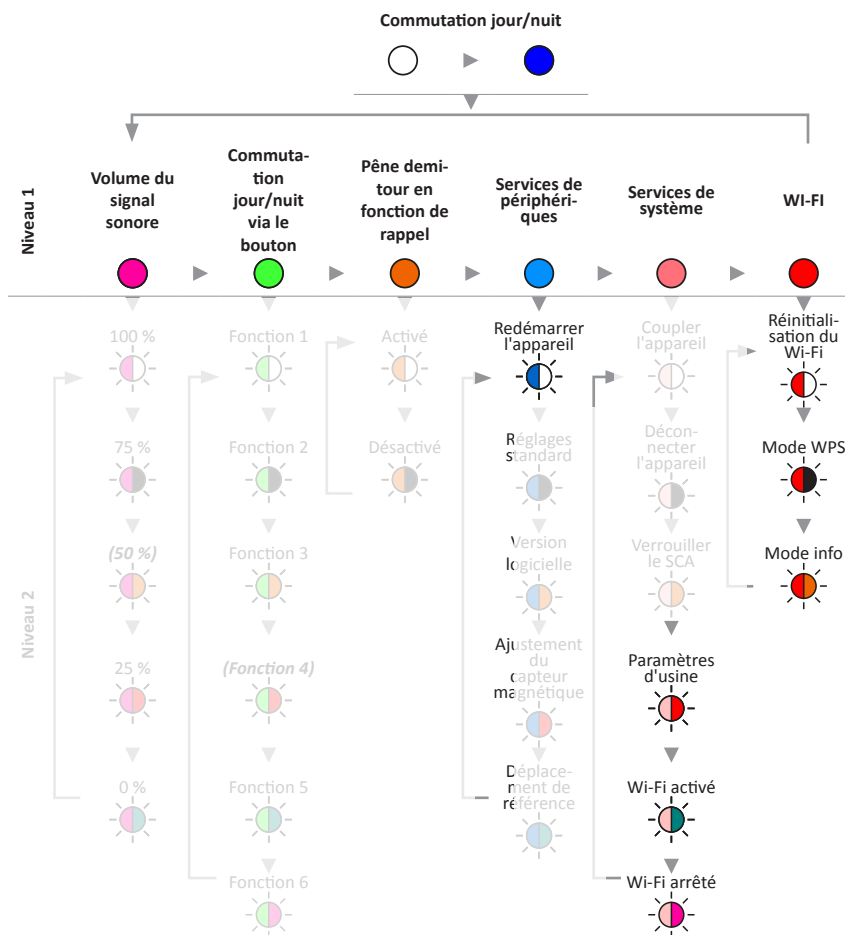 Commutation jour/nuit
Niveau 1
Volume du
signal
sonore
Commuta-
tion
jour/nuit
via le
bouton
Pêne demi-
tour en
fonction de
rappel
Services de
périphéri-
ques
Services de
système
WI-FI
Niveau 2
100 %
75 %
(50 %)
25 %
0 %
Fonction 1
Fonction 2
Fonction 3
(Fonction 4)
Fonction 5
Fonction 6
Activé
Désactivé
Redémarrer
l'appareil
Réglages
standard
Version
logicielle
Ajustement
du
capteur
magnétique
Déplace-
ment de
référence
Coupler
l'appareil
Décon-
necter
l'appareil
Verrouiller
le SCA
Paramètres
d'usine
Wi-Fi activé
Wi-Fi arrêté
Réinitiali-
sation du
Wi-Fi
Mode WPS
Mode info